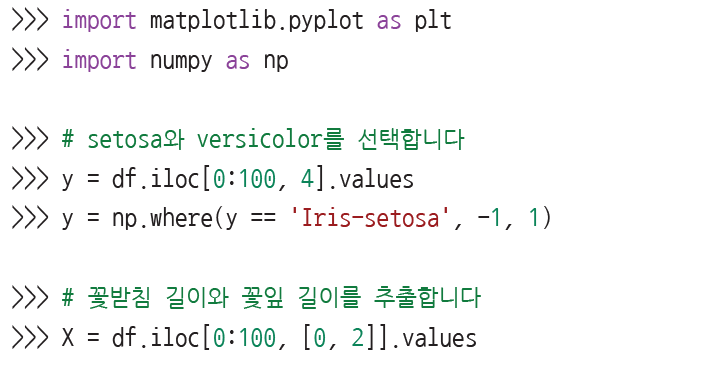 >>> import matplotlib.pyplot as plt
>>> import numpy as np
>>> # setosa와 versicolor를 선택합니다
>>> y = df.iloc[0:100, 4].values
>>> y = np.where(y == 'Iris-setosa', -1, 1)
>>> # 꽃받침 길이와 꽃잎 길이를 추출합니다
>>> X = df.iloc[0:100, [0, 2]].values